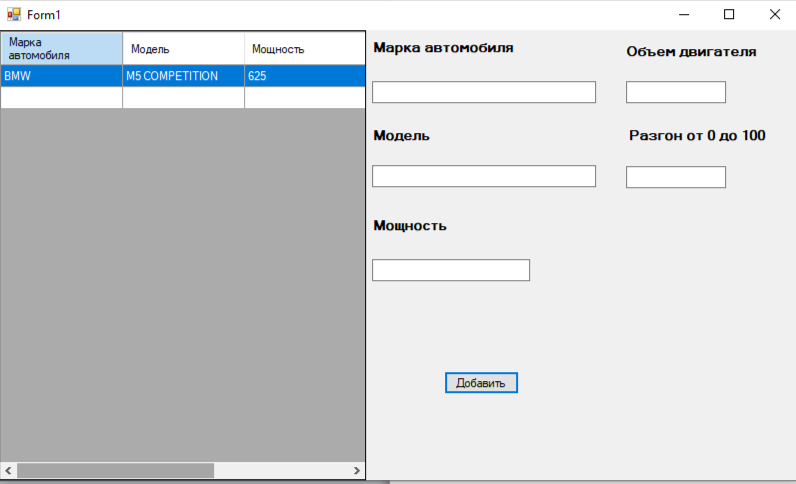 Form1
Марка
автомобиля
Модель
Мощность
BMW
M5 COMPETITION
625
Марка автомобиля
Объем двигателя
Модель
Разгон от 0 до 100
Мощность
Добавить